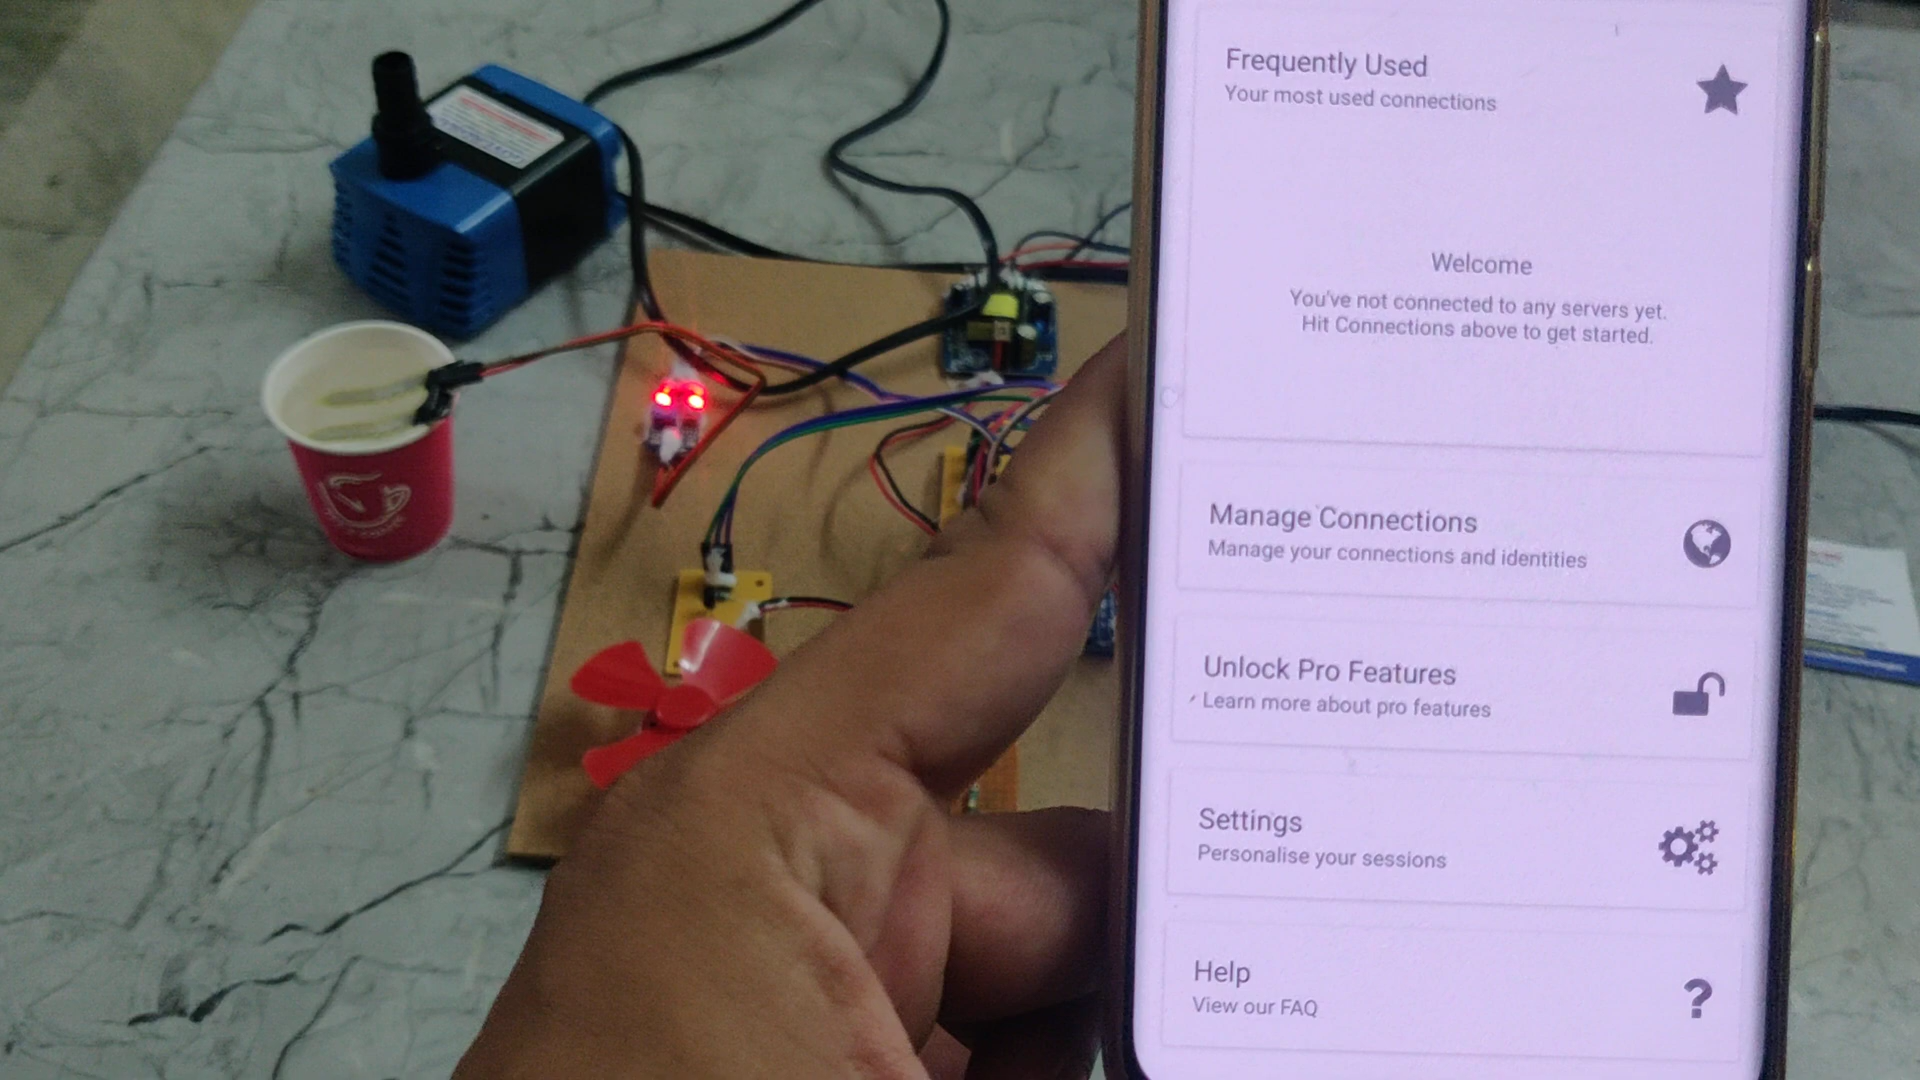 Frequently Used
Your most used connections
Welcome
You've not connected to any servers yet.
Hit Connections above to get started.
Manage Connections
Manage your connections and identities
Unlock Pro Features
Learn more about pro features
Settings
Personalise your sessions
Help
View our FAQ